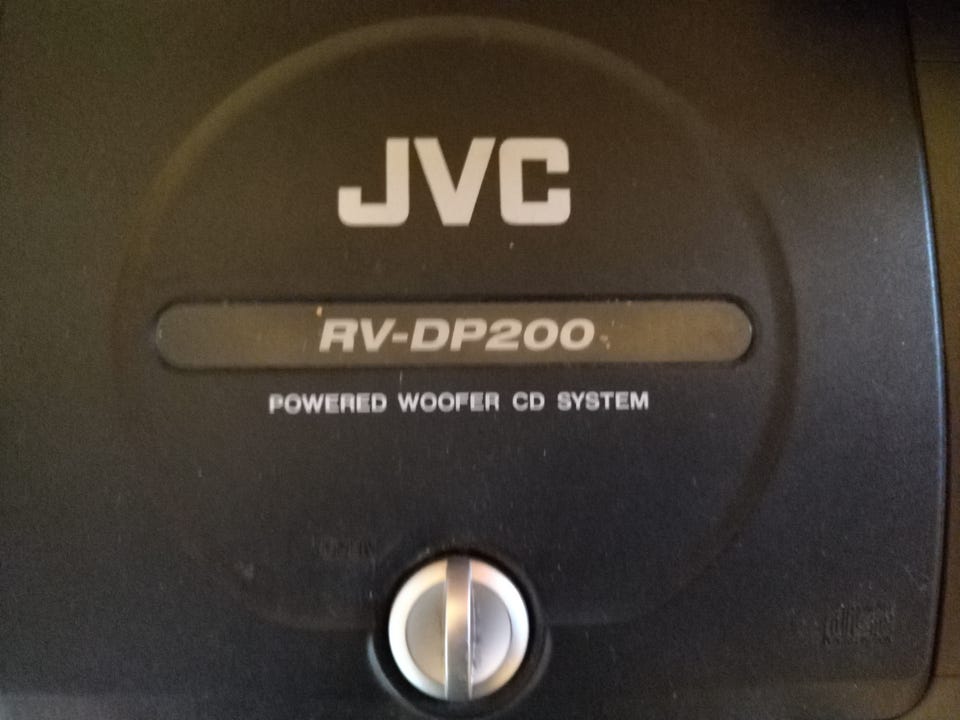 JVC
RV-DP200
POWERED WOOFER CD SYSTEM